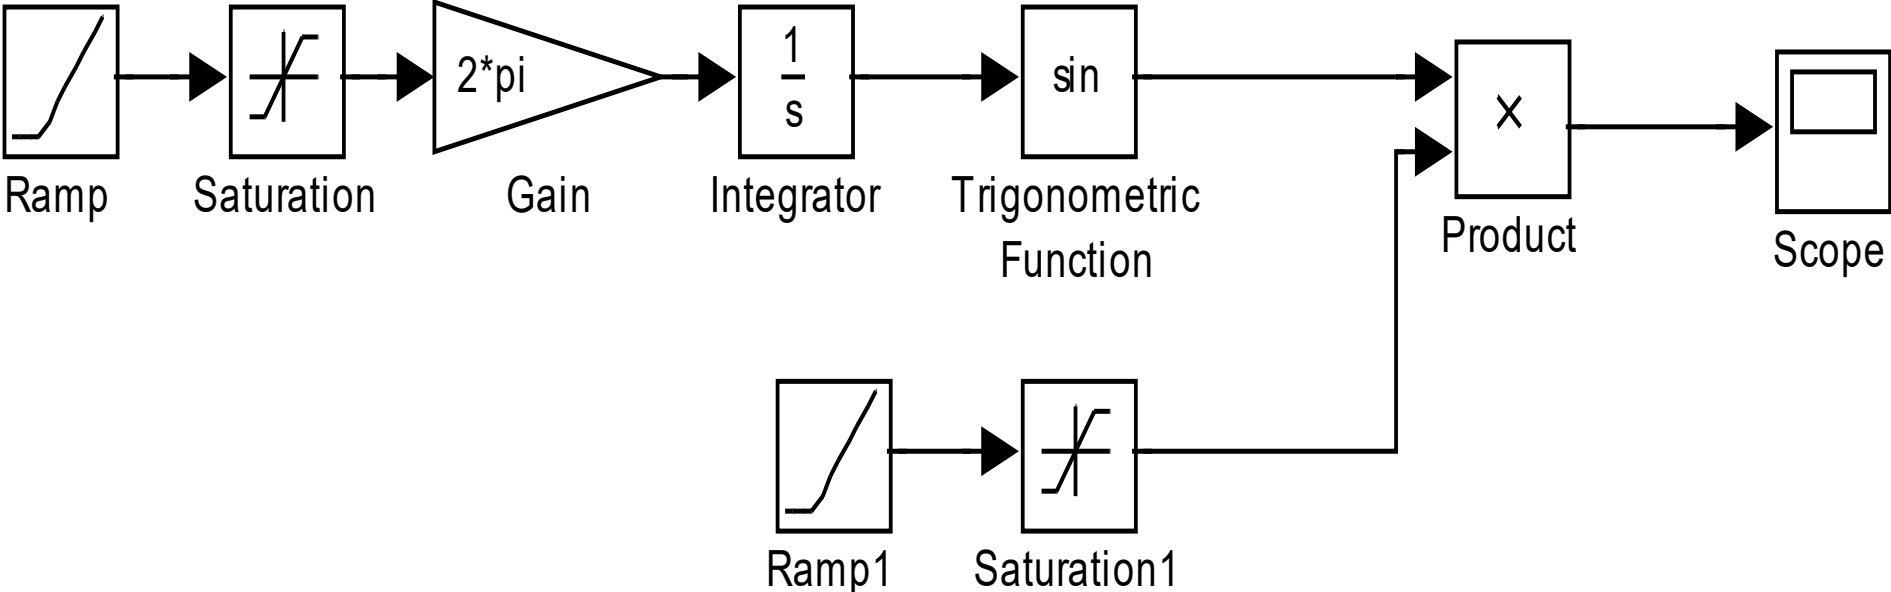 2*pi
1
s
sin
×
Ramp
Saturation
Gain
Integrator
Trigonometric
Function
Product
Scope
Ramp1
Saturation1